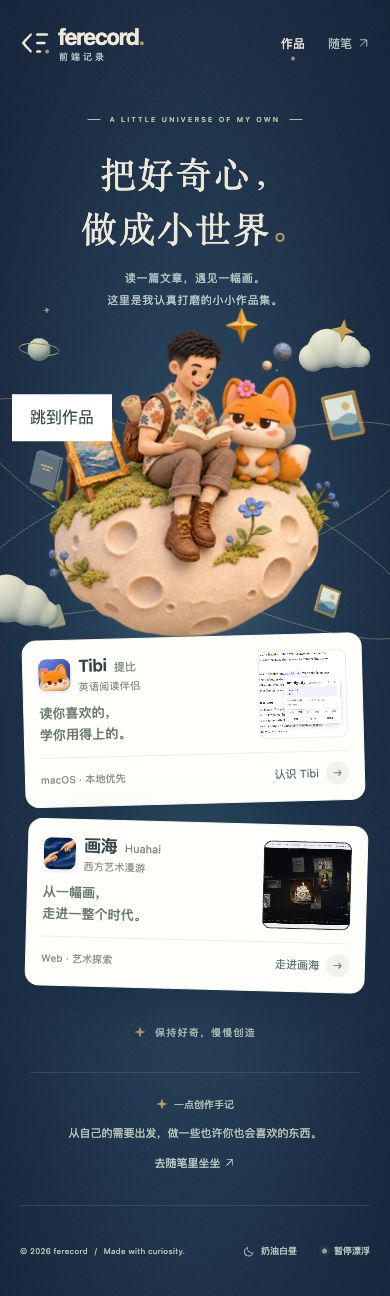 ferecord.
前端记录
作品
随笔 ↗
A LITTLE UNIVERSE OF MY OWN
把好奇心，
做成小世界。
读一篇文章，遇见一幅画。
这里是我认真打磨的小小作品集。
跳到作品
Tibi 提比
英语阅读伴侣
读你喜欢的，
学你用得上的。
macOS · 本地优先
认识 Tibi →
画海 Huahai
西方艺术漫游
从一幅画，
走进一整个时代。
Web · 艺术探索
走进画海 →
保持好奇，慢慢创造
一点创作手记
从自己的需要出发，做一些也许你也会喜欢的东西。
去随笔里坐坐 ↗
© 2026 ferecord / Made with curiosity.
奶油白昼
暂停漂浮